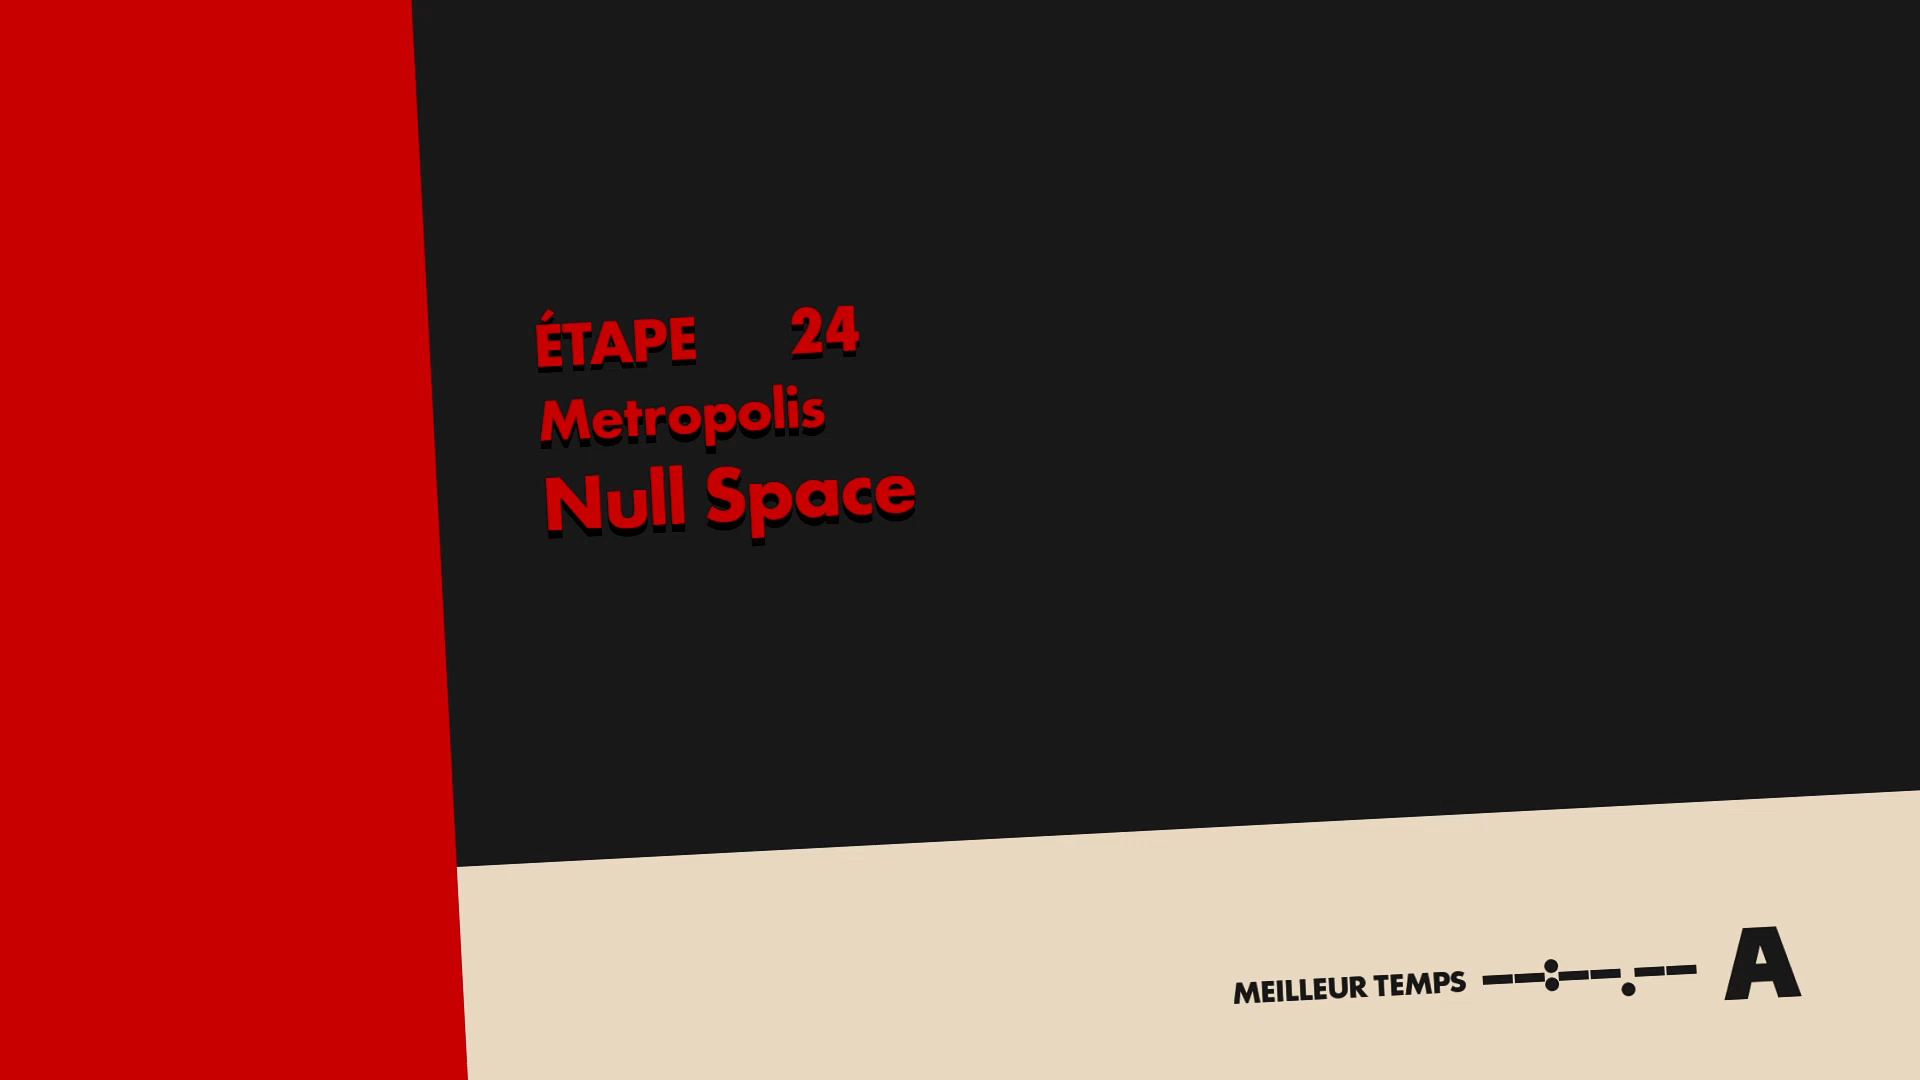 ÉTAPE 24
Metropolis
Null Space
MEILLEUR TEMPS --:--.-- A